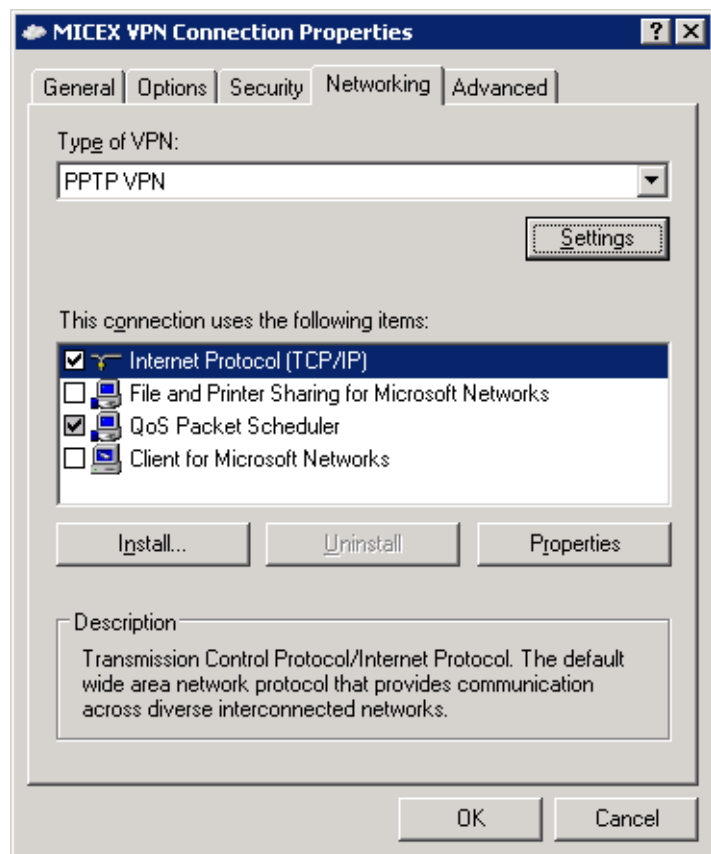 MICEX VPN Connection Properties
General Options Security Networking Advanced
Type of VPN:
PPTP VPN
Settings
This connection uses the following items:
Internet Protocol (TCP/IP)
File and Printer Sharing for Microsoft Networks
QoS Packet Scheduler
Client for Microsoft Networks
Install... Uninstall Properties
Description
Transmission Control Protocol/Internet Protocol. The default
wide area network protocol that provides communication
across diverse interconnected networks.
OK Cancel